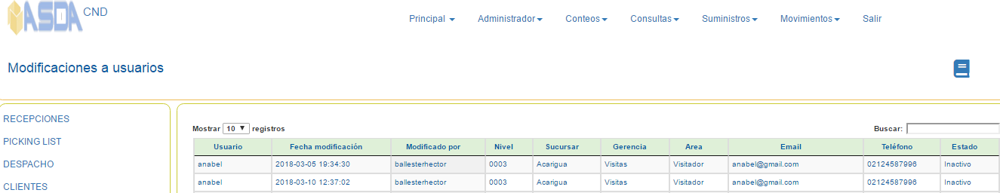 ASDA CND
Principal Administrador Conteos Consultas Suministros Movimientos Salir
Modificaciones a usuarios
RECEPCIONES
PICKING LIST
DESPACHO
CLIENTES
Mostrar 10 registros Buscar:
Usuario Fecha modificación Modificado por Nivel Sucursar Gerencia Area Email Teléfono Estado
anabel 2018-03-05 19:34:30 ballesterhector 0003 Acarigua Visitas Visitador anabel@gmail.com 02124587996 Inactivo
anabel 2018-03-10 12:37:02 ballesterhector 0003 Acarigua Visitas Visitador anabel@gmail.com 02124587996 Inactivo